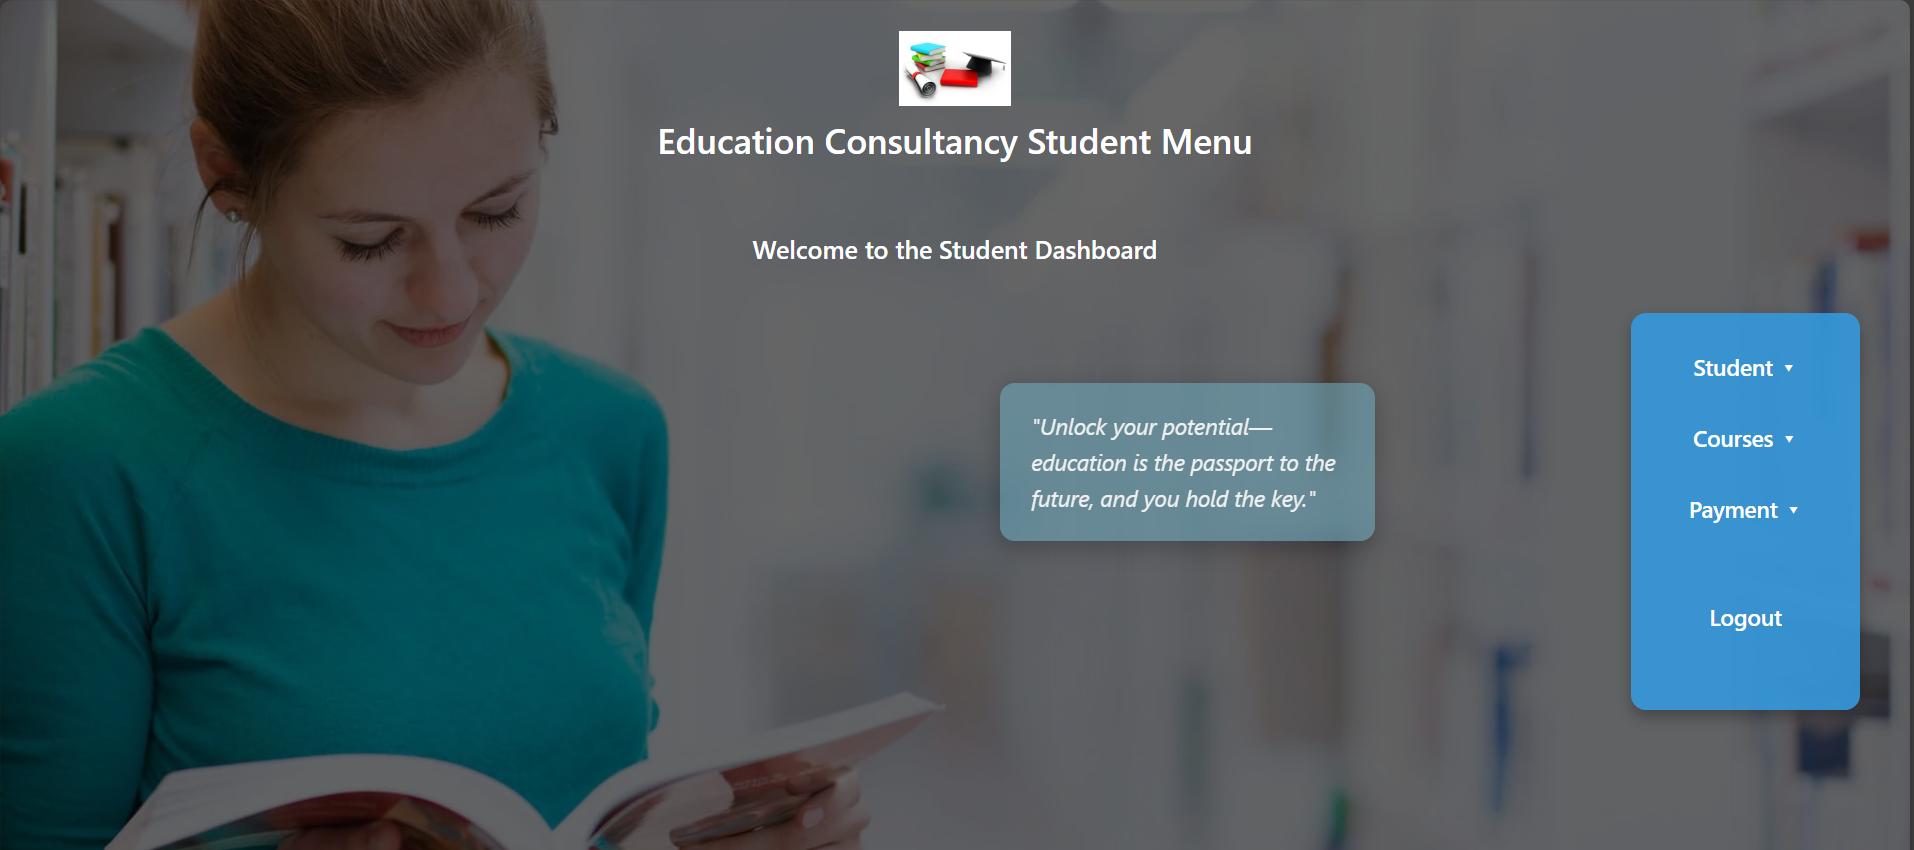 Education Consultancy Student Menu
Welcome to the Student Dashboard
"Unlock your potential—
education is the passport to the
future, and you hold the key."
Student ▼
Courses ▼
Payment ▼
Logout